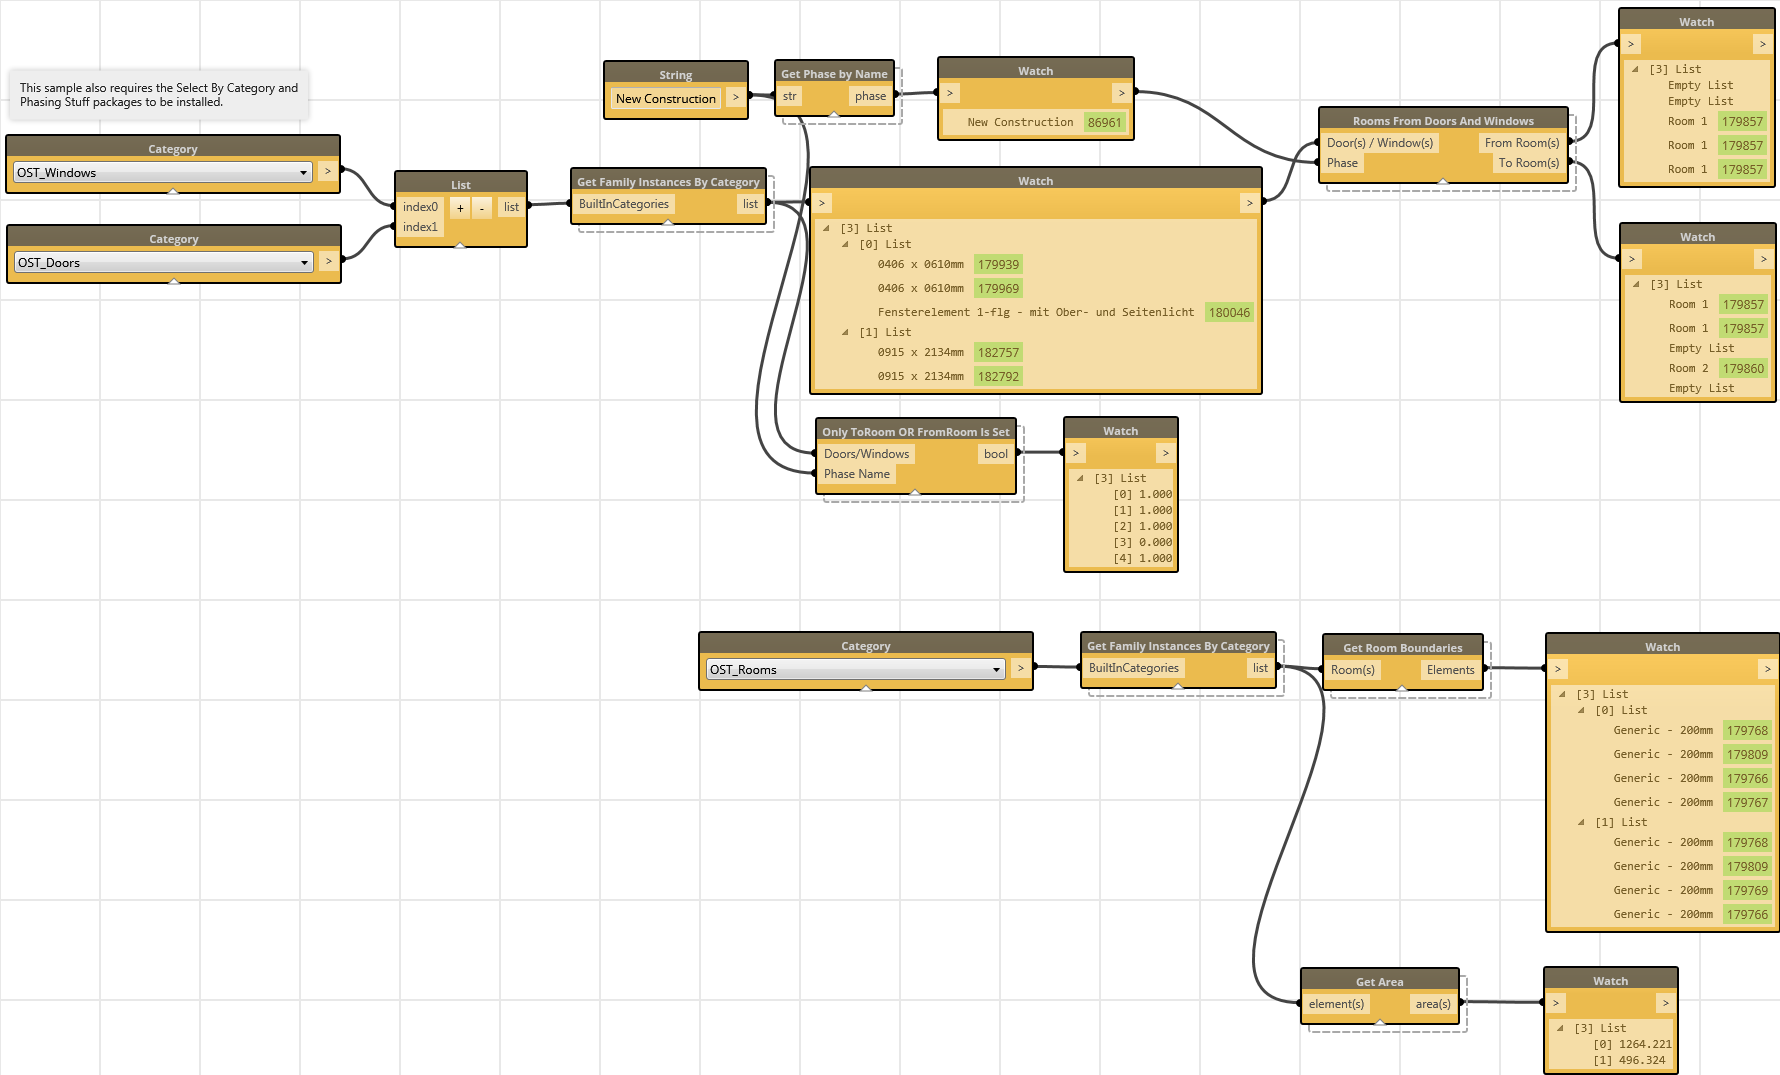 This sample also requires the Select By Category and
Phasing Stuff packages to be installed.
Category
OST_Windows
>
Category
OST_Doors
>
List
index0
+
-
list
index1
String
New Construction
>
Get Phase by Name
str
phase
Watch
>
>
New Construction 86961
Get Family Instances By Category
BuiltInCategories
list
Watch
>
>
[3] List
[0] List
0406 x 0610mm 179939
0406 x 0610mm 179969
Fensterelement 1-flg - mit Ober- und Seitenlicht 180046
[1] List
0915 x 2134mm 182757
0915 x 2134mm 182792
Rooms From Doors And Windows
Door(s) / Window(s)
From Room(s)
Phase
To Room(s)
Watch
>
>
[3] List
Empty List
Empty List
Room 1 179857
Room 1 179857
Room 1 179857
Watch
>
>
[3] List
Room 1 179857
Room 1 179857
Empty List
Room 2 179860
Empty List
Only ToRoom OR FromRoom Is Set
Doors/Windows
bool
Phase Name
Watch
>
>
[3] List
[0] 1.000
[1] 1.000
[2] 1.000
[3] 0.000
[4] 1.000
Category
OST_Rooms
>
Get Family Instances By Category
BuiltInCategories
list
Get Room Boundaries
Room(s)
Elements
Watch
>
>
[3] List
[0] List
Generic - 200mm 179768
Generic - 200mm 179809
Generic - 200mm 179766
Generic - 200mm 179767
[1] List
Generic - 200mm 179768
Generic - 200mm 179809
Generic - 200mm 179769
Generic - 200mm 179766
Get Area
element(s)
area(s)
Watch
>
>
[3] List
[0] 1264.221
[1] 496.324